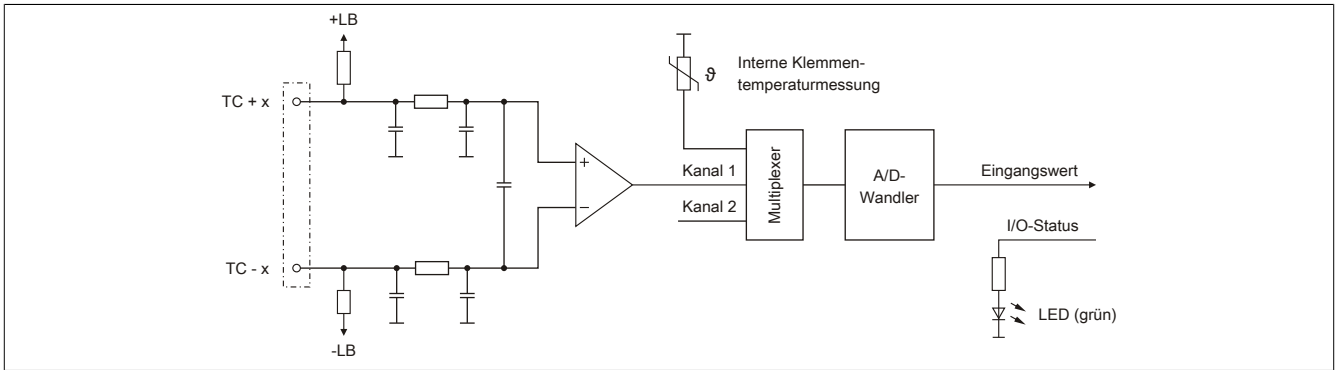 +LB
TC + x
TC - x
-LB
+
−
ϑ
Interne Klemmen-
temperaturmessung
Kanal 1
Kanal 2
Multiplexer
A/D-
Wandler
Eingangswert
I/O-Status
LED (grün)